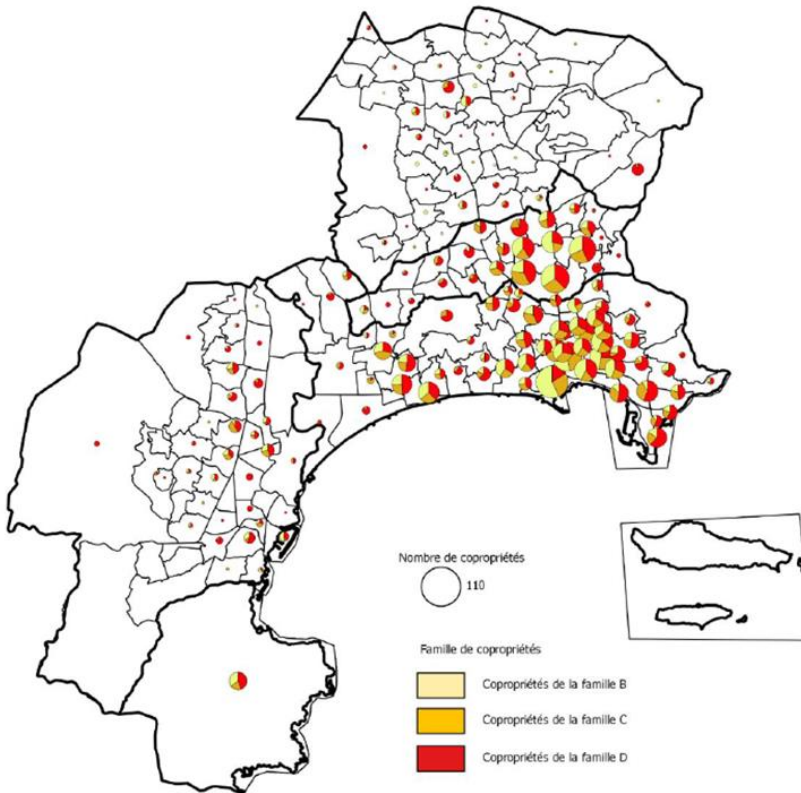 Nombre de copropriétés
110
Famille de copropriétés
Copropriétés de la famille B
Copropriétés de la famille C
Copropriétés de la famille D